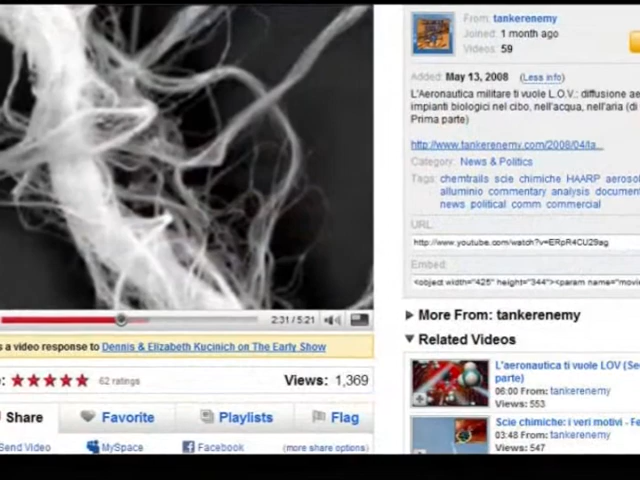 From: tankerenemy
Joined: 1 month ago
Videos: 59
Added: May 13, 2008 (Less info)
L'Aeronautica militare ti vuole L.O.V.: diffusione ae
impianti biologici nel cibo, nell'acqua, nell'aria (di
Prima parte)
http://www.tankerenemy.com/2008/04/la...
Category: News & Politics
Tags: chemtrails scie chimiche HAARP aerosol
alluminio commentary analysis document
news political comm commercial
URL:
http://www.youtube.com/watch?v=ERpR4CU29ag
Embed:
<object width="425" height="344"><param name="movie
2:31 / 5:21
s a video response to Dennis & Elizabeth Kucinich on The Early Show
62 ratings
Views: 1,369
Share
Favorite
Playlists
Flag
Send Video
MySpace
Facebook
(more share options)
More From: tankerenemy
Related Videos
L'aeronautica ti vuole LOV (Se
parte)
06:00 From: tankerenemy
Views: 553
Scie chimiche: i veri motivi - Fe
03:48 From: tankerenemy
Views: 547